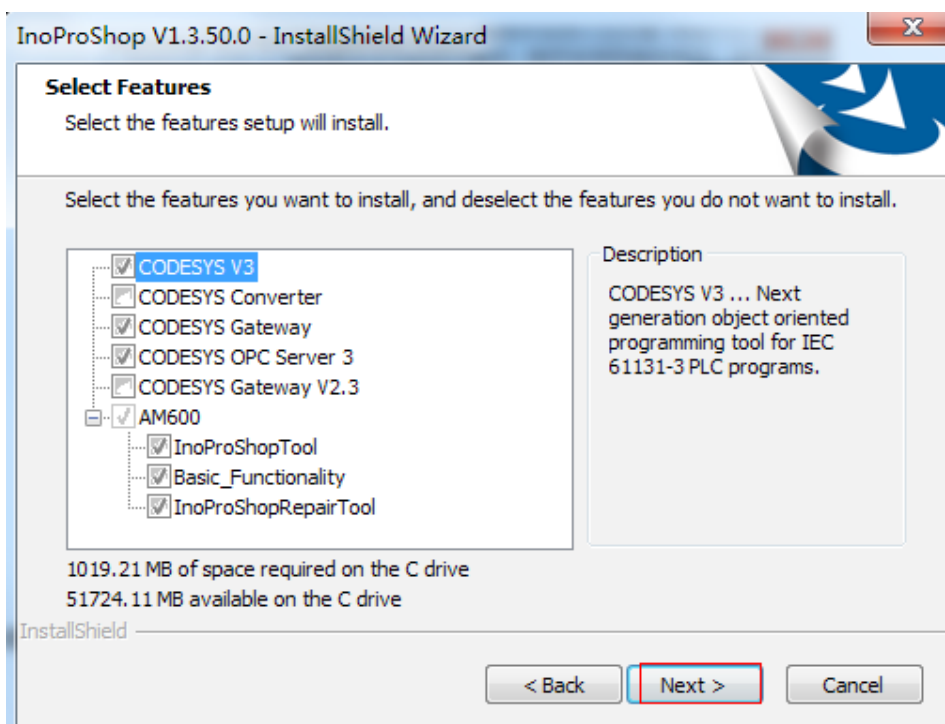 InoProShop V1.3.50.0 - InstallShield Wizard
Select Features
Select the features setup will install.
Select the features you want to install, and deselect the features you do not want to install.
CODESYS V3
CODESYS Converter
CODESYS Gateway
CODESYS OPC Server 3
CODESYS Gateway V2.3
AM600
InoProShopTool
Basic_Functionality
InoProShopRepairTool
Description
CODESYS V3 ... Next
generation object oriented
programming tool for IEC
61131-3 PLC programs.
1019.21 MB of space required on the C drive
51724.11 MB available on the C drive
InstallShield
< Back
Next >
Cancel